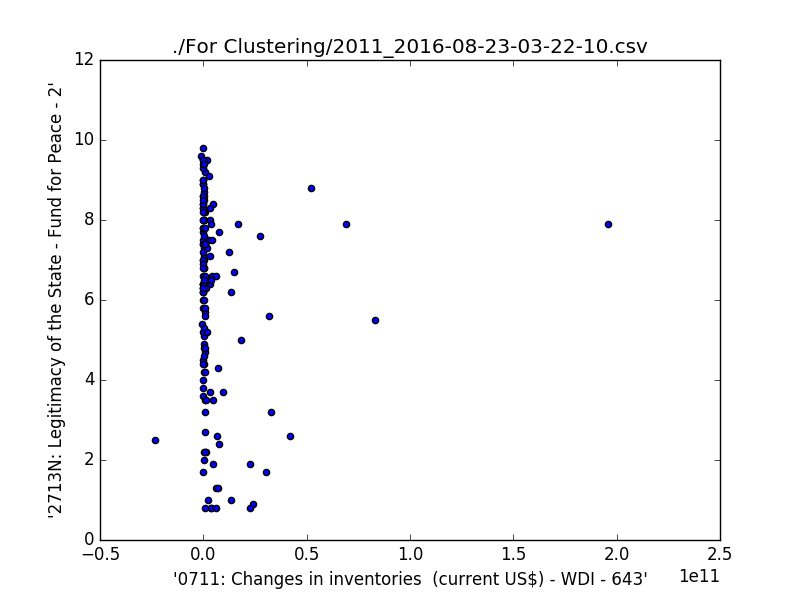 ./For Clustering/2011_2016-08-23-03-22-10.csv
12
10
8
6
4
2
0
'2713N: Legitimacy of the State - Fund for Peace - 2'
−0.5 0.0 0.5 1.0 1.5 2.0 2.5
1e11
'0711: Changes in inventories  (current US$) - WDI - 643'